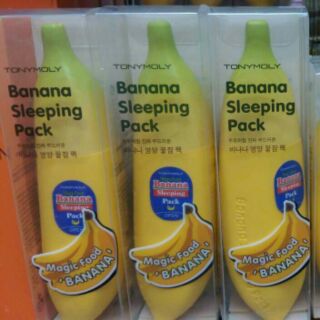 TONYMOLY
Banana
Sleeping
Pack
바나나 영양 꿀잠 팩
Banana
Sleeping
Pack
Magic Food
'BANANA'
TONYMOLY
Banana
Sleeping
Pack
바나나 영양 꿀잠 팩
Banana
Sleeping
Pack
Magic Food
'BANANA'
TONYMOLY
Banana
Sleeping
Pack
바나나 영양 꿀잠 팩
Banana
Sleeping
Pack
Magic Food
'BANANA'